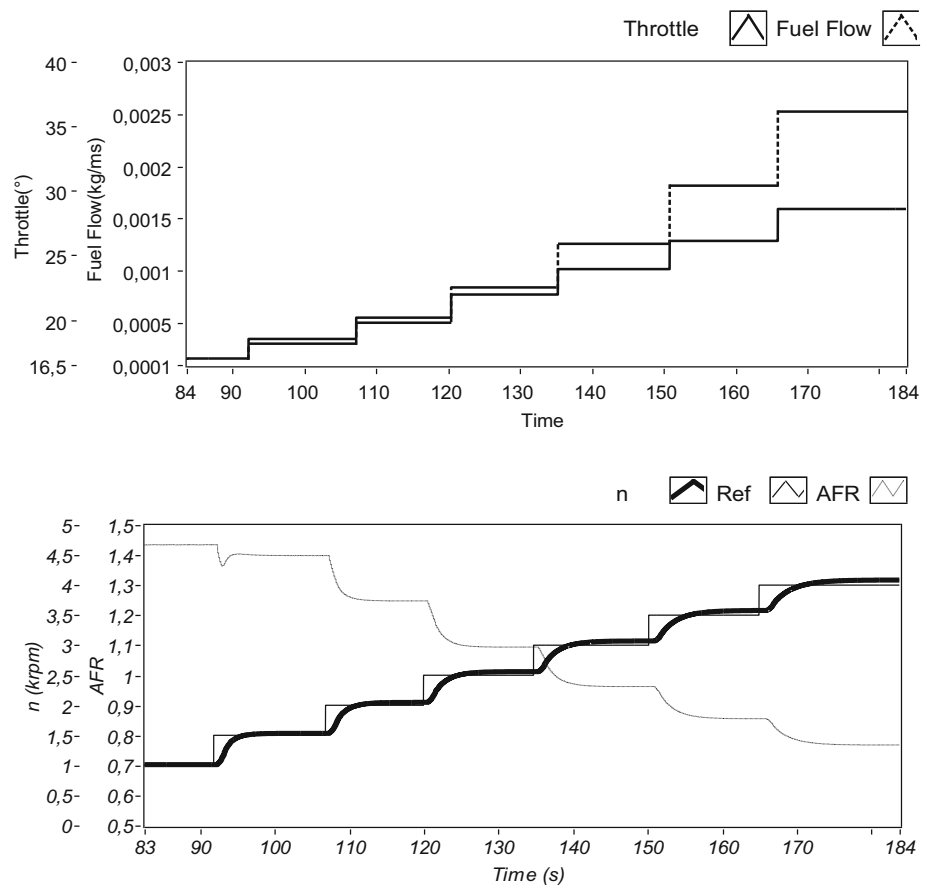 Throttle Fuel Flow
40 0,003
35 0,0025
30 0,002
25 0,0015
20 0,001
16,5 0,0005
0,0001
Throttle(°)
Fuel Flow(kg/ms)
84 90 100 110 120 130 140 150 160 170 184
Time
n Ref AFR
5 1,5
4,5 1,4
4 1,3
3,5 1,2
3 1,1
2,5 1
2 0,9
1,5 0,8
1 0,7
0,5 0,6
0 0,5
n (krpm)
AFR
83 90 100 110 120 130 140 150 160 170 184
Time (s)